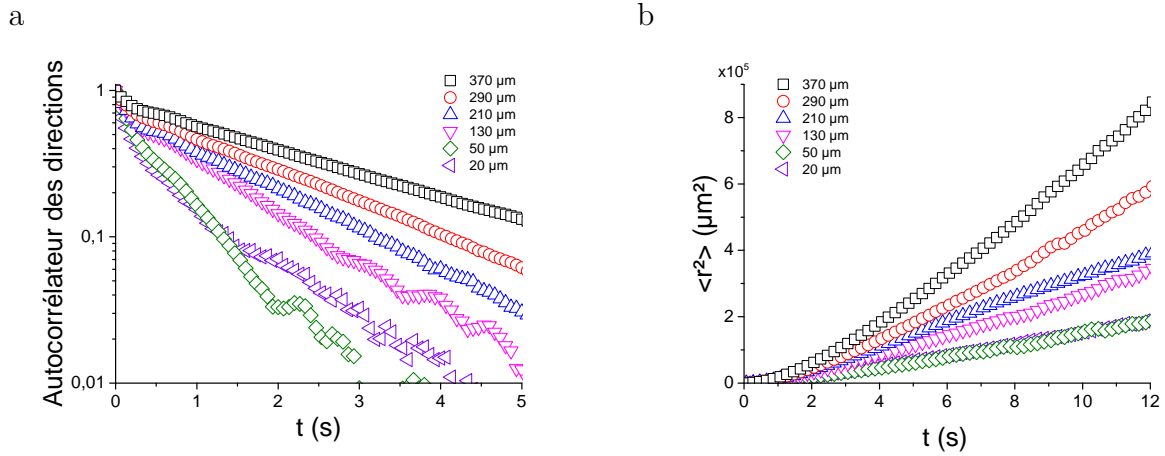 a
Autocorrélateur des directions
1
0,1
0,01
0
1
2
3
4
5
t (s)
370 µm
290 µm
210 µm
130 µm
50 µm
20 µm
b
x10⁵
<r²> (µm²)
8
6
4
2
0
0
2
4
6
8
10
12
t (s)
370 µm
290 µm
210 µm
130 µm
50 µm
20 µm